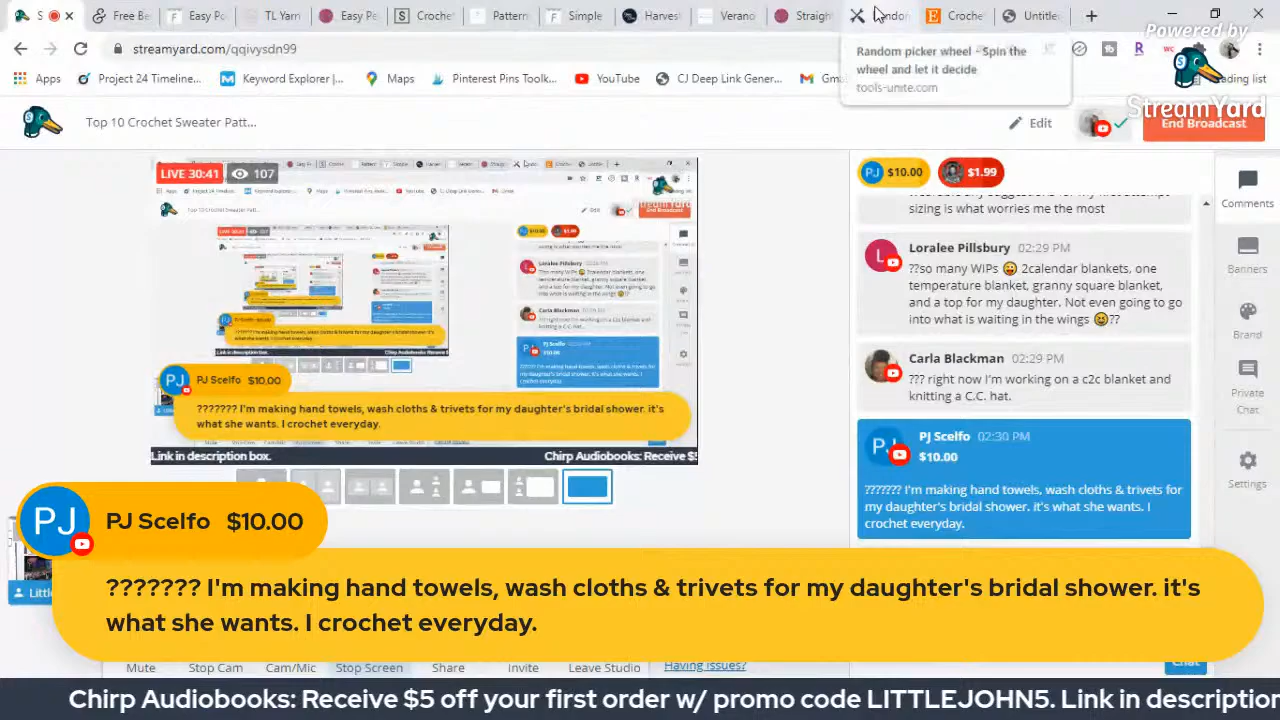 S
Free Be
Easy Po
TL Yarn
Easy Pe
Croche
Pattern
Simple
Harvest
Verano
Straigh
Croche
Untitle
Powered by
StreamYard
streamyard.com/qqivysdn99
Random picker wheel - Spin the
wheel and let it decide
tools-unite.com
Apps
Project 24 Timeline...
Keyword Explorer |...
Maps
Pinterest Pins Toolk...
YouTube
CJ Deep Link Gener...
Reading list
Top 10 Crochet Sweater Patt...
Edit
End Broadcast
LIVE 30:41
107
PJ
$10.00
$1.99
sizing is what worries me the most
Loralee Pillsbury 02:29 PM
??so many WIPs 😛 2calendar blankets, one
temperature blanket, granny square blanket,
and a top for my daughter. Not even going to go
into what is waiting in the wings 😆??
Carla Blackman 02:29 PM
??? right now I'm working on a c2c blanket and
knitting a C.C. hat.
PJ Scelfo 02:30 PM
$10.00
??????? I'm making hand towels, wash cloths & trivets for
my daughter's bridal shower. it's what she wants. I
crochet everyday.
Comments
Banners
Brand
Private
Chat
Settings
PJ Scelfo $10.00
??????? I'm making hand towels, wash cloths & trivets for my daughter's bridal shower. it's
what she wants. I crochet everyday.
Link in description box.
Chirp Audiobooks: Receive $5
PJ
PJ Scelfo $10.00
??????? I'm making hand towels, wash cloths & trivets for my daughter's bridal shower. it's
what she wants. I crochet everyday.
Mute
Stop Cam
Cam/Mic
Stop Screen
Share
Invite
Leave Studio
Having issues?
Chat
Chirp Audiobooks: Receive $5 off your first order w/ promo code LITTLEJOHN5. Link in description